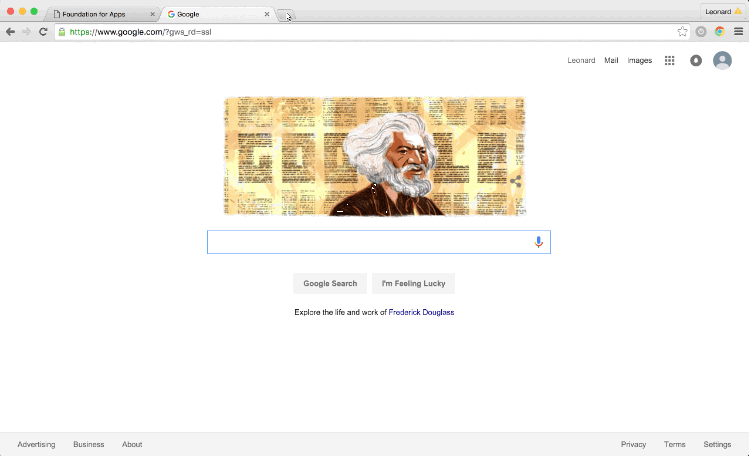 Foundation for Apps
Google
Leonard
https://www.google.com/?gws_rd=ssl
Leonard
Mail
Images
Google Search
I'm Feeling Lucky
Explore the life and work of Frederick Douglass
Advertising
Business
About
Privacy
Terms
Settings